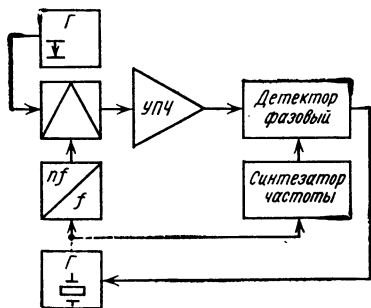 Г
УПЧ
Детектор
фазовый
nf
f
Синтезатор
частоты
Г